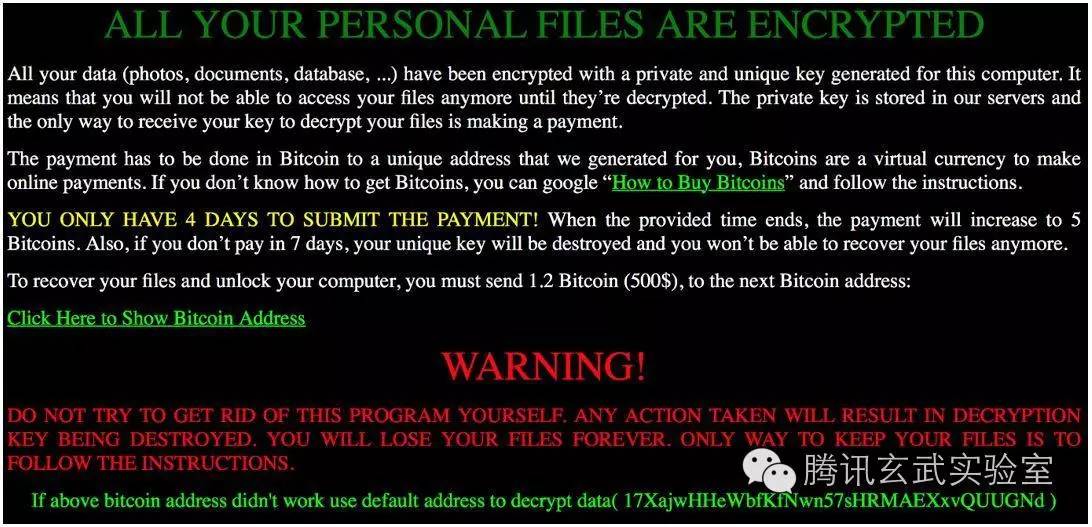 ALL YOUR PERSONAL FILES ARE ENCRYPTED
All your data (photos, documents, database, ...) have been encrypted with a private and unique key generated for this computer. It
means that you will not be able to access your files anymore until they're decrypted. The private key is stored in our servers and
the only way to receive your key to decrypt your files is making a payment.
The payment has to be done in Bitcoin to a unique address that we generated for you, Bitcoins are a virtual currency to make
online payments. If you don't know how to get Bitcoins, you can google “How to Buy Bitcoins” and follow the instructions.
YOU ONLY HAVE 4 DAYS TO SUBMIT THE PAYMENT! When the provided time ends, the payment will increase to 5
Bitcoins. Also, if you don't pay in 7 days, your unique key will be destroyed and you won't be able to recover your files anymore.
To recover your files and unlock your computer, you must send 1.2 Bitcoin (500$), to the next Bitcoin address:
Click Here to Show Bitcoin Address
WARNING!
DO NOT TRY TO GET RID OF THIS PROGRAM YOURSELF. ANY ACTION TAKEN WILL RESULT IN DECRYPTION
KEY BEING DESTROYED. YOU WILL LOSE YOUR FILES FOREVER. ONLY WAY TO KEEP YOUR FILES IS TO
FOLLOW THE INSTRUCTIONS.
腾讯玄武实验室
If above bitcoin address didn't work use default address to decrypt data( 17XajwHHeWbfKfNwn57sHRMAEXxvQUUGNd )